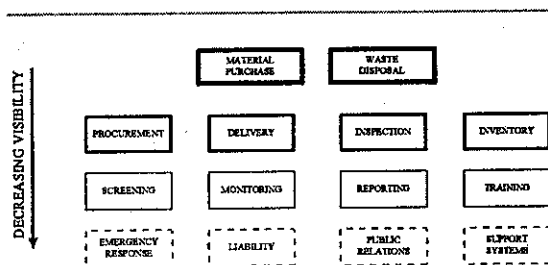 MATERIAL PURCHASE
WASTE DISPOSAL
DECREASING VISIBILITY
PROCUREMENT
DELIVERY
INSPECTION
INVENTORY
SCREENING
MONITORING
REPORTING
TRAINING
EMERGENCY RESPONSE
LIABILITY
PUBLIC RELATIONS
SUPPORT SYSTEMS